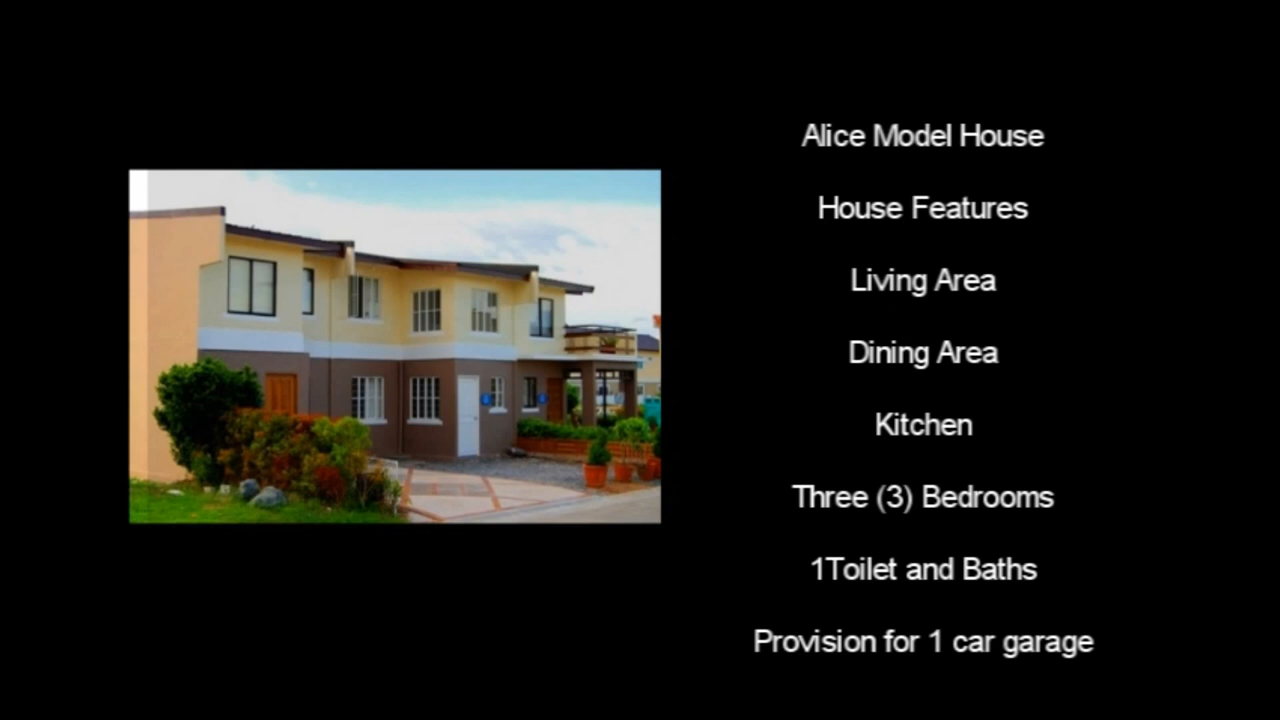 Alice Model House
House Features
Living Area
Dining Area
Kitchen
Three (3) Bedrooms
1Toilet and Baths
Provision for 1 car garage